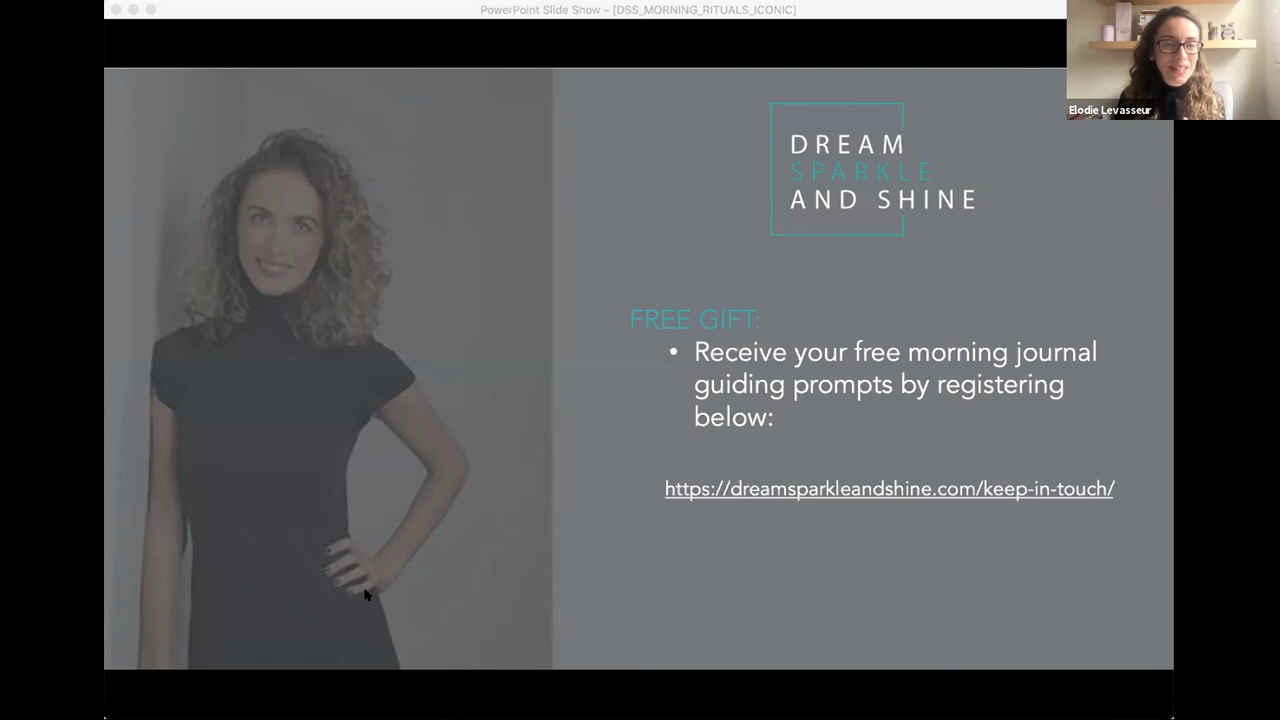 PowerPoint Slide Show – [DSS_MORNING_RITUALS_ICONIC]
Elodie Levasseur
DREAM
SPARKLE
AND SHINE
FREE GIFT:
• Receive your free morning journal
guiding prompts by registering
below:
https://dreamsparkleandshine.com/keep-in-touch/